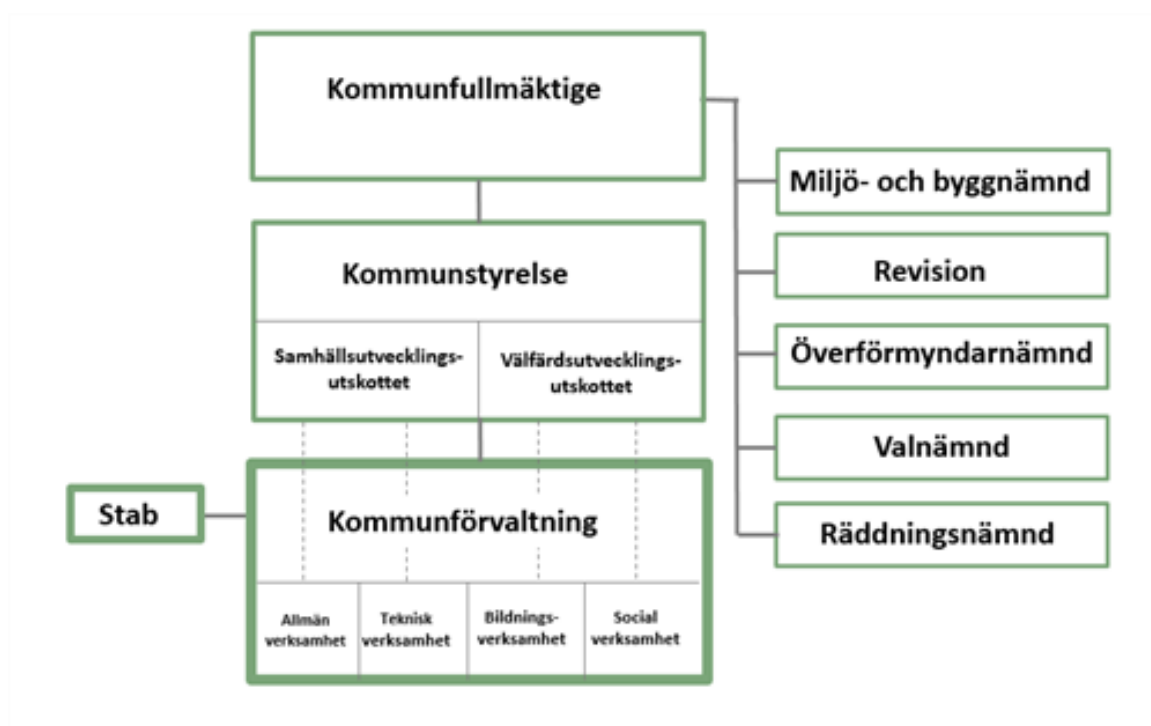 Kommunfullmäktige
Miljö- och byggnämnd
Revision
Överförmyndarnämnd
Valnämnd
Räddningsnämnd
Kommunstyrelse
Samhällsutvecklings-
utskottet
Välfärdsutvecklings-
utskottet
Stab
Kommunförvaltning
Allmän
verksamhet
Teknisk
verksamhet
Bildnings-
verksamhet
Social
verksamhet